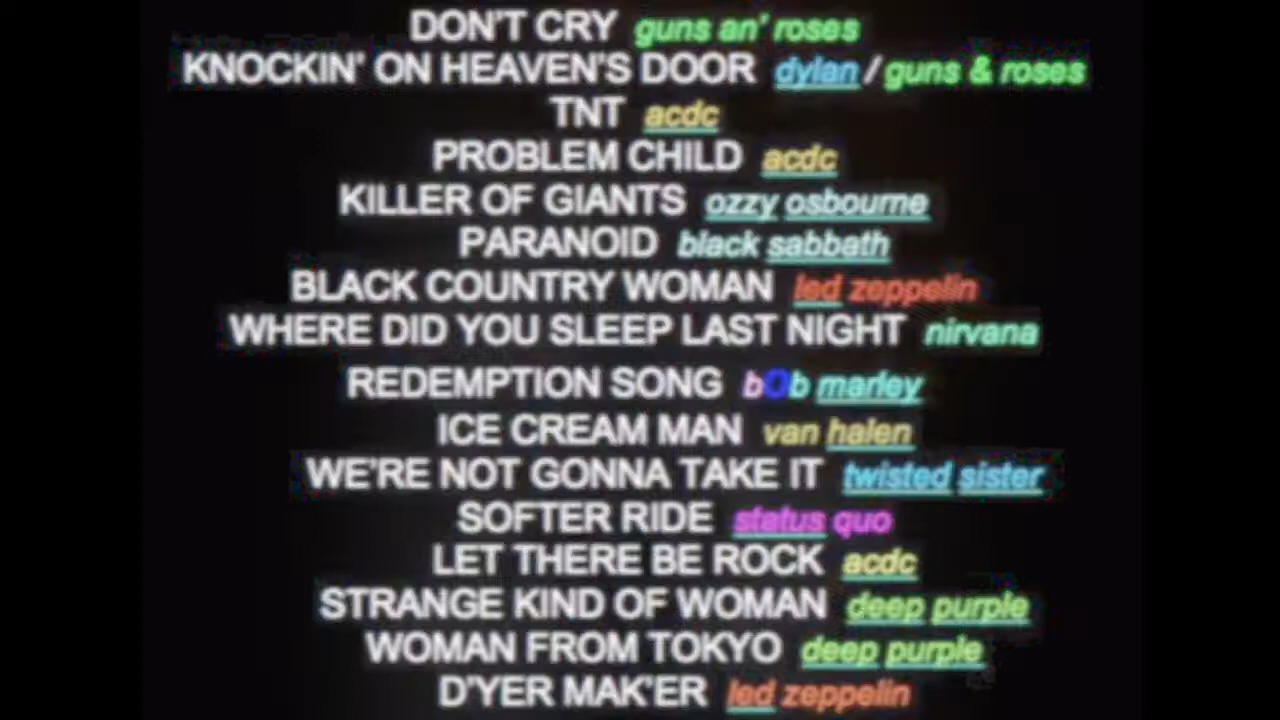 DON'T CRY guns an' roses
KNOCKIN' ON HEAVEN'S DOOR dylan / guns & roses
TNT acdc
PROBLEM CHILD acdc
KILLER OF GIANTS ozzy osbourne
PARANOID black sabbath
BLACK COUNTRY WOMAN led zeppelin
WHERE DID YOU SLEEP LAST NIGHT nirvana
REDEMPTION SONG bOb marley
ICE CREAM MAN van halen
WE'RE NOT GONNA TAKE IT twisted sister
SOFTER RIDE status quo
LET THERE BE ROCK acdc
STRANGE KIND OF WOMAN deep purple
WOMAN FROM TOKYO deep purple
D'YER MAK'ER led zeppelin